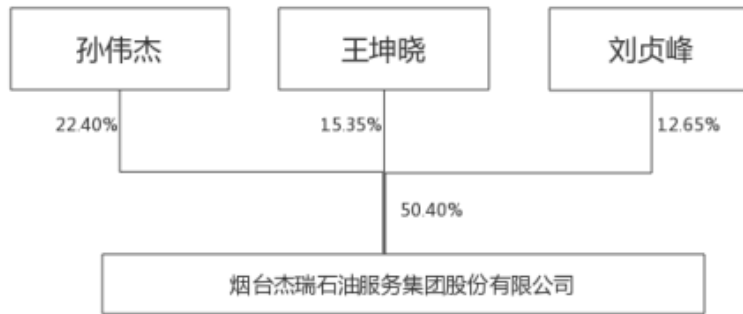 孙伟杰
王坤晓
刘贞峰
22.40%
15.35%
12.65%
50.40%
烟台杰瑞石油服务集团股份有限公司